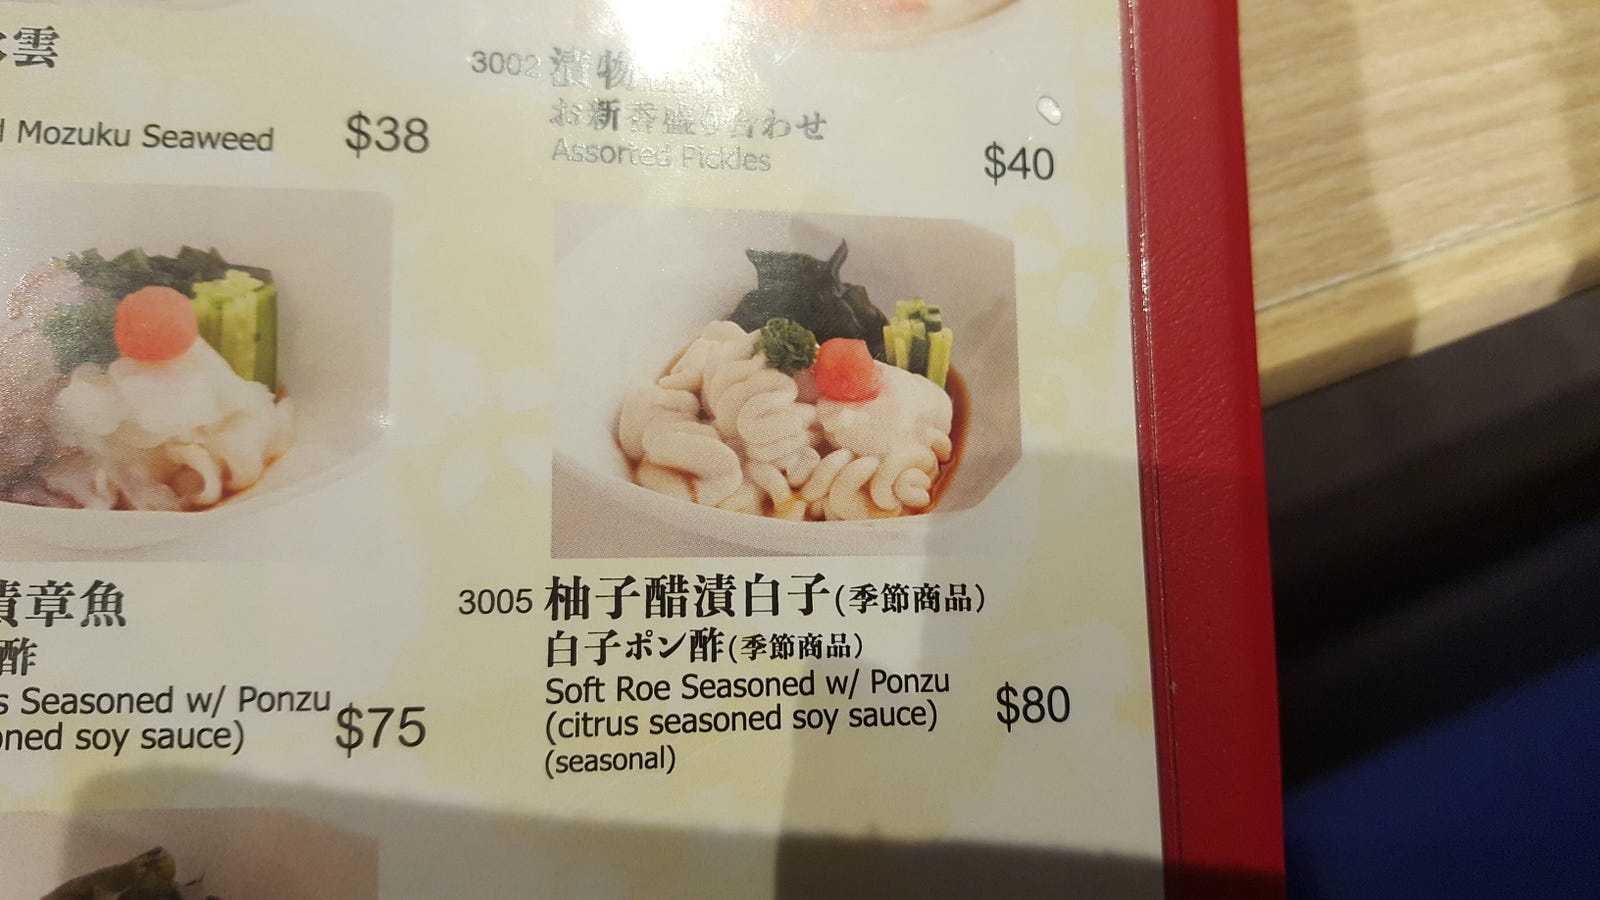 雲
Mozuku Seaweed $38
3002 漬物
お新香盛り合わせ
Assorted Pickles $40
漬章魚
酢
Seasoned w/ Ponzu
soy sauce) $75
3005 柚子醋漬白子(季節商品)
白子ポン酢(季節商品)
Soft Roe Seasoned w/ Ponzu
(citrus seasoned soy sauce) $80
(seasonal)